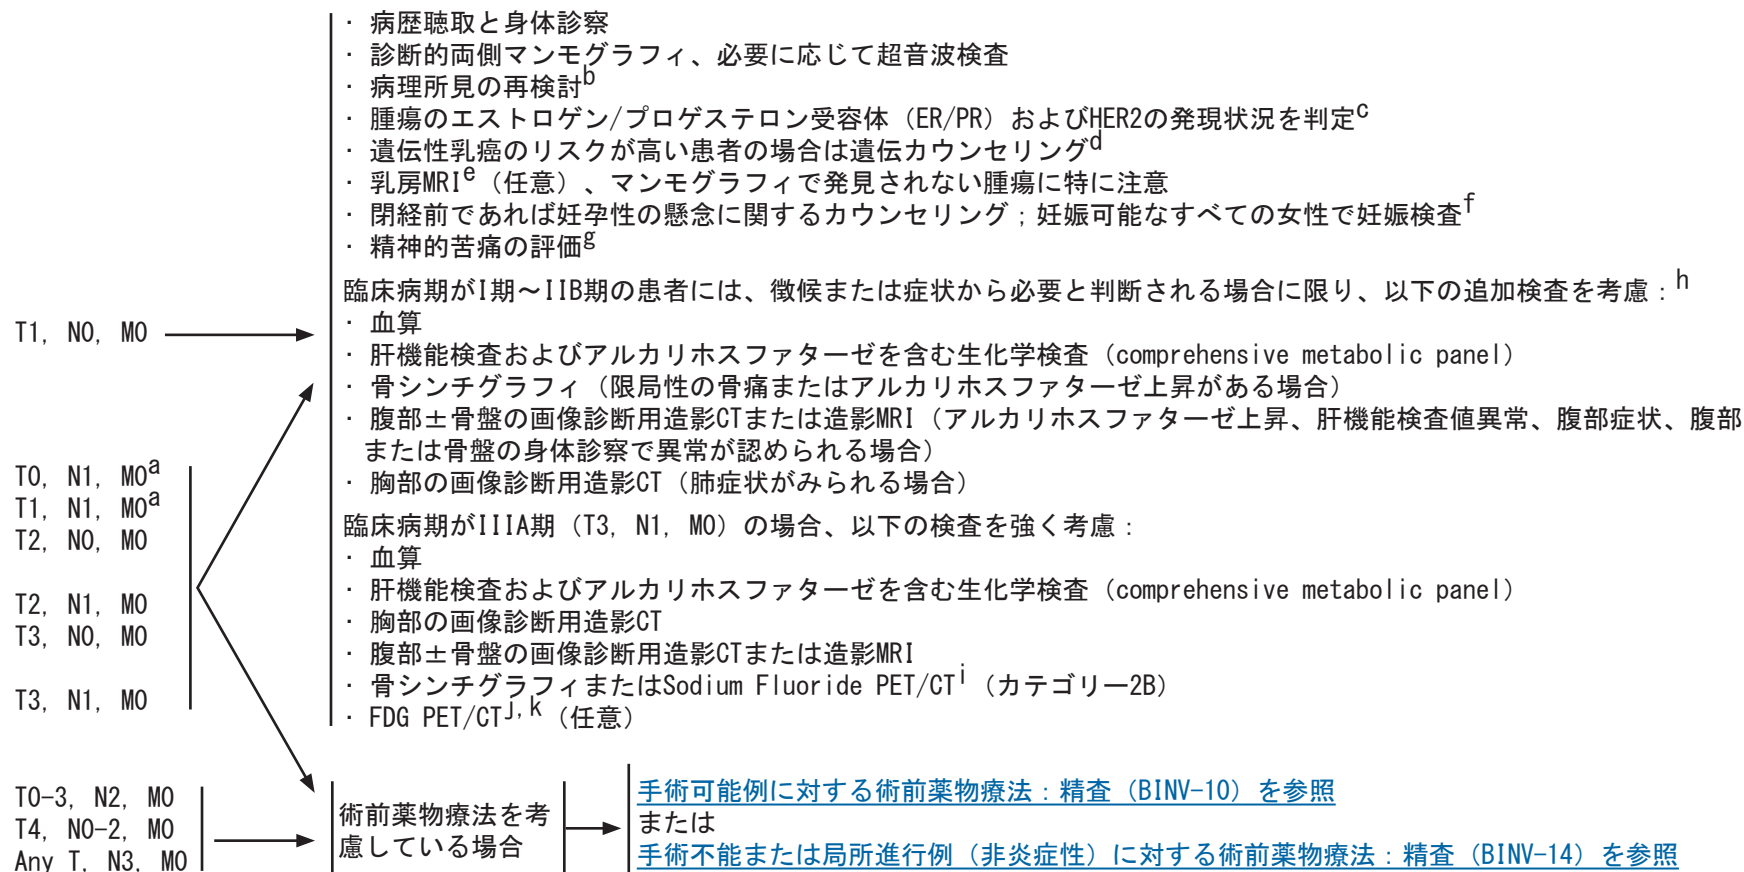 · 病歴聴取と身体診察
· 診断的両側マンモグラフィ、必要に応じて超音波検査
· 病理所見の再検討b
· 腫瘍のエストロゲン/プロゲステロン受容体（ER/PR）およびHER2の発現状況を判定c
· 遺伝性乳癌のリスクが高い患者の場合は遺伝カウンセリングd
· 乳房MRIe（任意）、マンモグラフィで発見されない腫瘍に特に注意
· 閉経前であれば妊孕性の懸念に関するカウンセリング；妊娠可能なすべての女性で妊娠検査f
· 精神的苦痛の評価g
臨床病期がI期～IIB期の患者には、徴候または症状から必要と判断される場合に限り、以下の追加検査を考慮：h
· 血算
T1, N0, M0
· 肝機能検査およびアルカリホスファターゼを含む生化学検査（comprehensive metabolic panel）
· 骨シンチグラフィ（限局性の骨痛またはアルカリホスファターゼ上昇がある場合）
· 腹部±骨盤の画像診断用造影CTまたは造影MRI（アルカリホスファターゼ上昇、肝機能検査値異常、腹部症状、腹部
または骨盤の身体診察で異常が認められる場合）
· 胸部の画像診断用造影CT（肺症状がみられる場合）
T0, N1, M0a
T1, N1, M0a
T2, N0, M0
T2, N1, M0
T3, N0, M0
T3, N1, M0
臨床病期がIIIA期（T3, N1, M0）の場合、以下の検査を強く考慮：
· 血算
· 肝機能検査およびアルカリホスファターゼを含む生化学検査（comprehensive metabolic panel）
· 胸部の画像診断用造影CT
· 腹部±骨盤の画像診断用造影CTまたは造影MRI
· 骨シンチグラフィまたはSodium Fluoride PET/CTi（カテゴリー2B）
· FDG PET/CTj,k（任意）
T0-3, N2, M0
T4, N0-2, M0
Any T, N3, M0
術前薬物療法を考
慮している場合
手術可能例に対する術前薬物療法：精査（BINV-10）を参照
または
手術不能または局所進行例（非炎症性）に対する術前薬物療法：精査（BINV-14）を参照